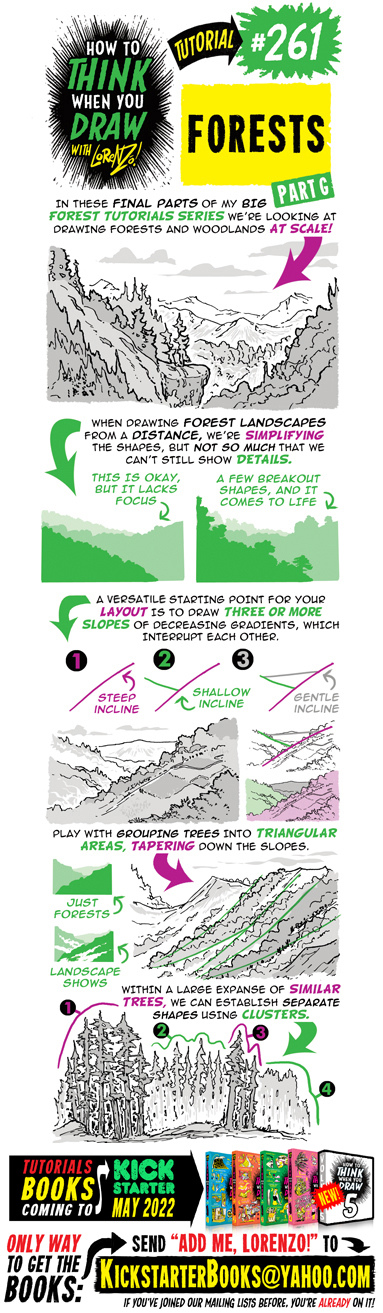 HOW TO
THINK
WHEN YOU
DRAW
WITH LORENZO!
TUTORIAL
#261
FORESTS
PART G
IN THESE FINAL PARTS OF MY BIG
FOREST TUTORIALS SERIES WE'RE LOOKING AT
DRAWING FORESTS AND WOODLANDS AT SCALE!
WHEN DRAWING FOREST LANDSCAPES
FROM A DISTANCE, WE'RE SIMPLIFYING
THE SHAPES, BUT NOT SO MUCH THAT WE
CAN'T STILL SHOW DETAILS.
THIS IS OKAY,
BUT IT LACKS
FOCUS
A FEW BREAKOUT
SHAPES, AND IT
COMES TO LIFE
A VERSATILE STARTING POINT FOR YOUR
LAYOUT IS TO DRAW THREE OR MORE
SLOPES OF DECREASING GRADIENTS, WHICH
INTERRUPT EACH OTHER.
1
STEEP
INCLINE
2
SHALLOW
INCLINE
3
GENTLE
INCLINE
PLAY WITH GROUPING TREES INTO TRIANGULAR
AREAS, TAPERING DOWN THE SLOPES.
JUST
FORESTS
LANDSCAPE
SHOWS
WITHIN A LARGE EXPANSE OF SIMILAR
TREES, WE CAN ESTABLISH SEPARATE
SHAPES USING CLUSTERS.
1
2
3
4
TUTORIALS
BOOKS
COMING TO
KICK
STARTER
MAY 2022
NEW!
HOW TO
THINK
WHEN YOU
DRAW
5
ONLY WAY
TO GET THE
BOOKS:
SEND "ADD ME, LORENZO!" TO
KICKSTARTERBOOKS@YAHOO.COM
IF YOU'VE JOINED OUR MAILING LISTS BEFORE, YOU'RE ALREADY ON IT!